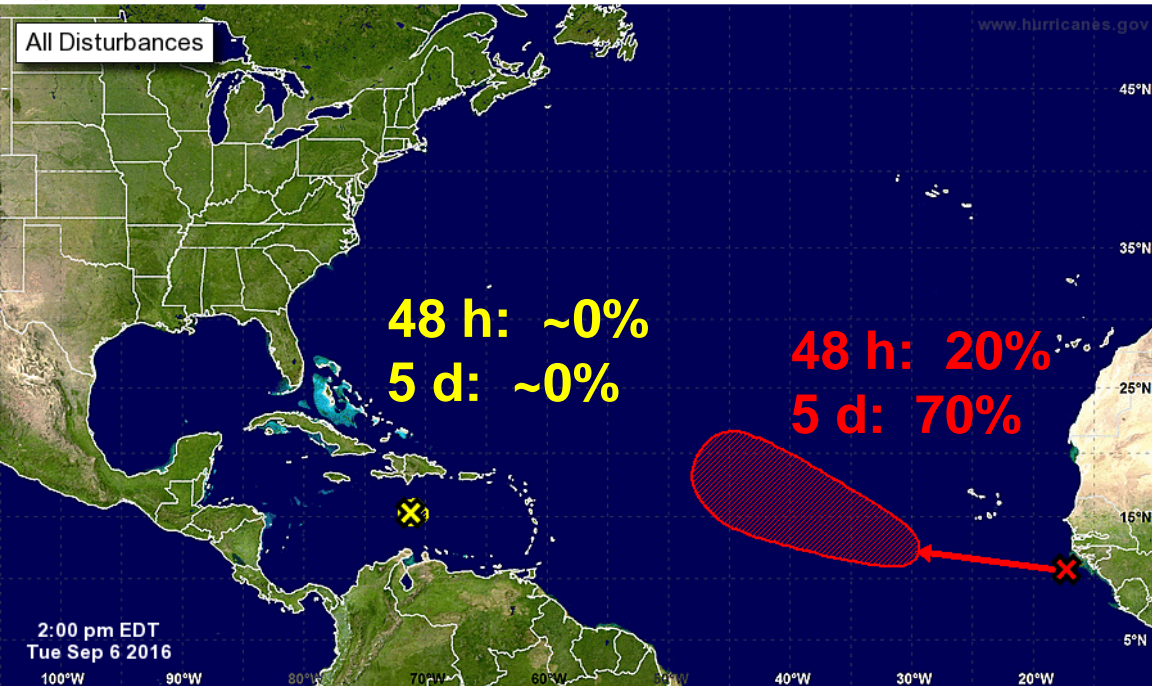 www.hurricanes.gov
All Disturbances
45°N
35°N
48 h: ~0%
5 d: ~0%
48 h: 20%
5 d: 70%
25°N
15°N
5°N
2:00 pm EDT
Tue Sep 6 2016
100°W 90°W 80°W 70°W 60°W 50°W 40°W 30°W 20°W